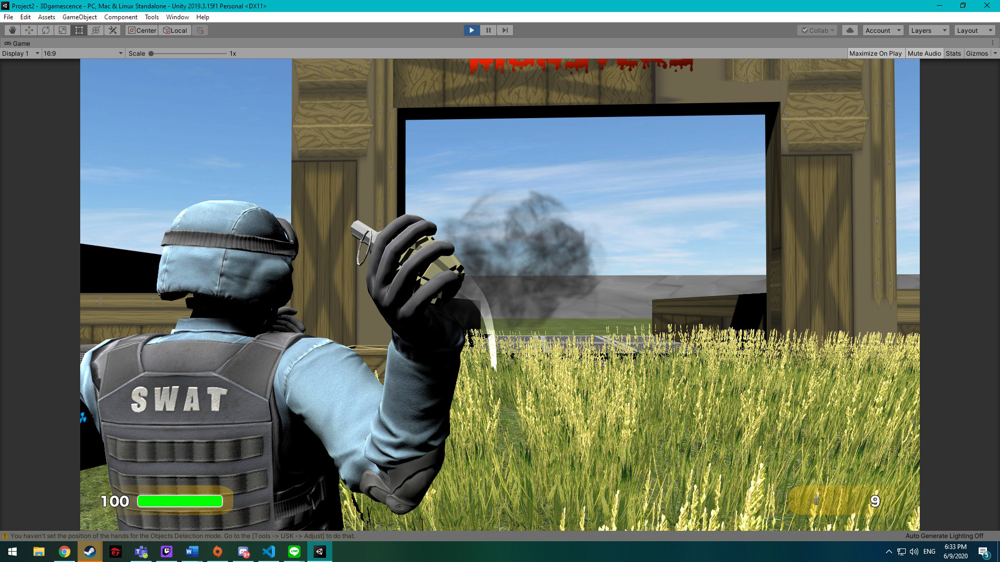 Project2 - 3Dgamescence - PC, Mac & Linux Standalone - Unity 2019.3.15f1 Personal <DX11>
File Edit Assets GameObject Component Tools Window Help
Center Local Collab Account Layers Layout
Game
Display 1 16:9 Scale 1x Maximize On Play Mute Audio Stats Gizmos
SWAT
100
9
You haven't set the position of the hands for the Objects Detection mode. Go to the [Tools -> USK -> Adjust] to do that.
Auto Generate Lighting Off
9+
LINE
ENG
6:33 PM
6/9/2020
5